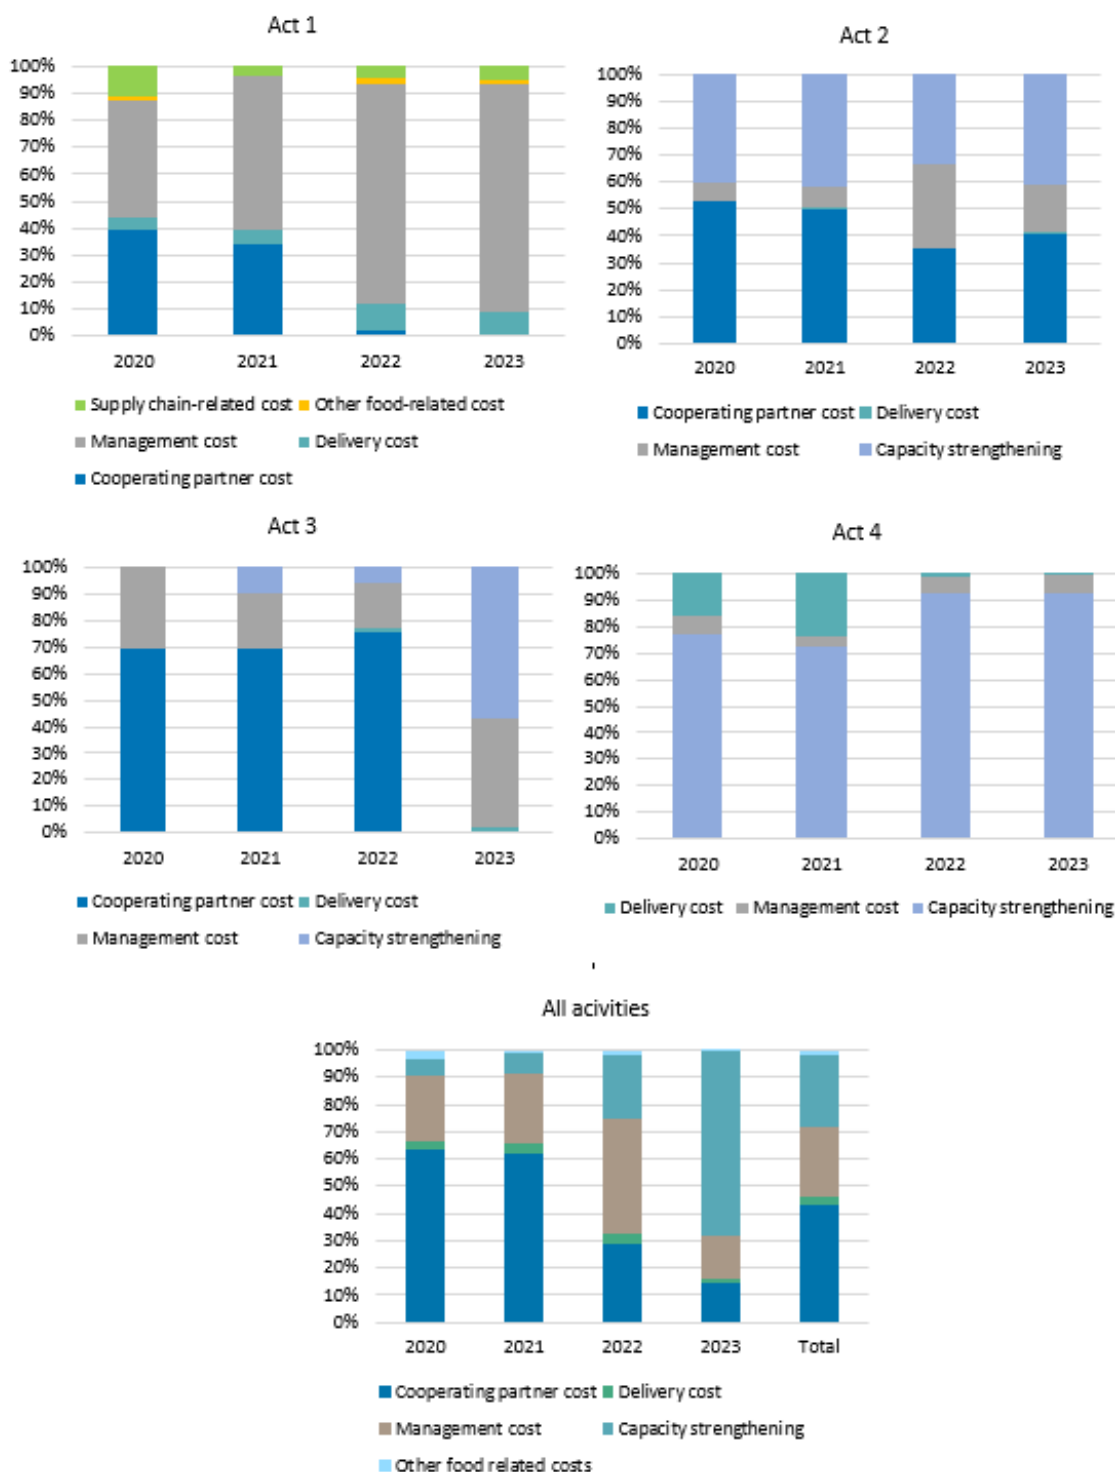 Act 1
100%
90%
80%
70%
60%
50%
40%
30%
20%
10%
0%
2020 2021 2022 2023
Supply chain-related cost Other food-related cost
Management cost Delivery cost
Cooperating partner cost
Act 2
100%
90%
80%
70%
60%
50%
40%
30%
20%
10%
0%
2020 2021 2022 2023
Cooperating partner cost Delivery cost
Management cost Capacity strengthening
Act 3
100%
90%
80%
70%
60%
50%
40%
30%
20%
10%
0%
2020 2021 2022 2023
Cooperating partner cost Delivery cost
Management cost Capacity strengthening
Act 4
100%
90%
80%
70%
60%
50%
40%
30%
20%
10%
0%
2020 2021 2022 2023
Delivery cost Management cost Capacity strengthening
All acivities
100%
90%
80%
70%
60%
50%
40%
30%
20%
10%
0%
2020 2021 2022 2023 Total
Cooperating partner cost Delivery cost
Management cost Capacity strengthening
Other food related costs